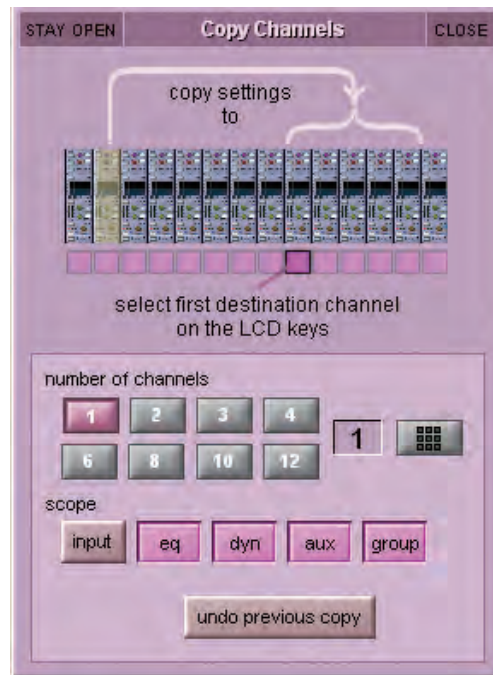 STAY OPEN Copy Channels CLOSE
copy settings
to
select first destination channel
on the LCD keys
number of channels
1 2 3 4
1
6 8 10 12
scope
input eq dyn aux group
undo previous copy